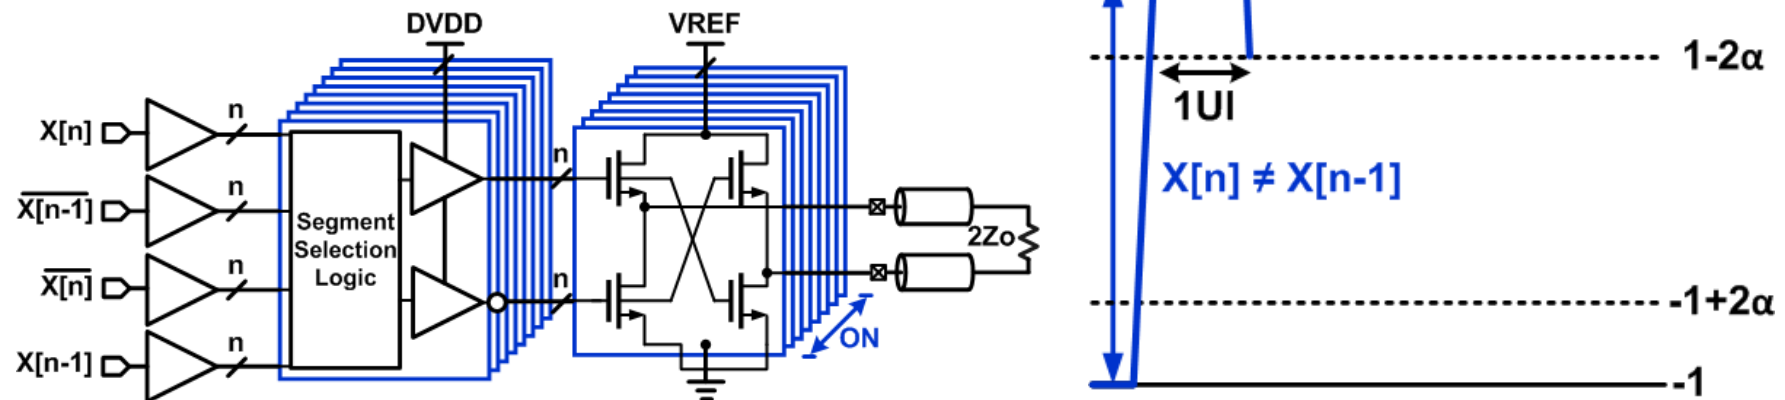 DVDD
VREF
X[n]
n
X[n-1]
n
X[n]
n
X[n-1]
n
Segment
Selection
Logic
n
n
2Zo
ON
1-2α
1UI
X[n] ≠ X[n-1]
-1+2α
-1